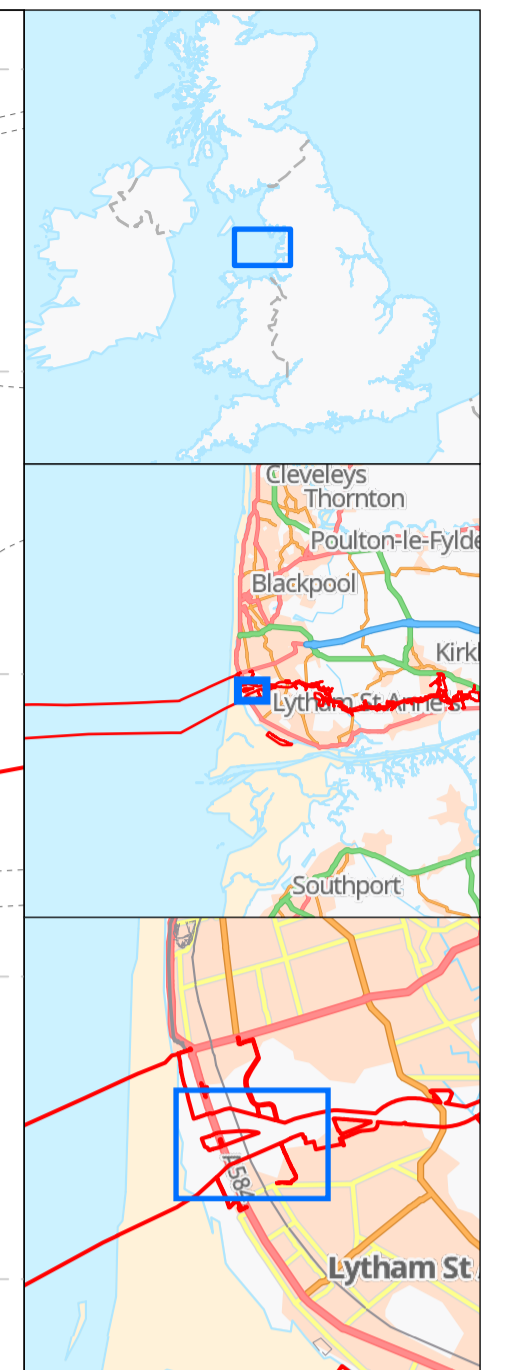 Cleveleys
Thornton
Poulton-le-Fylde
Blackpool
Kirkl
Lytham St Anne's
Southport
A584
Lytham St